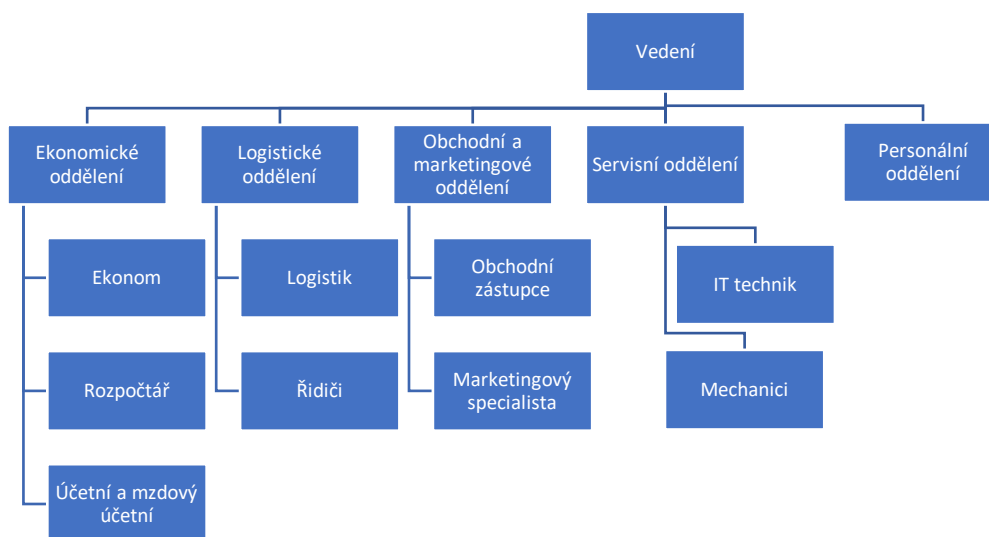 Vedení
Ekonomické
oddělení
Logistické
oddělení
Obchodní a
marketingové
oddělení
Servisní oddělení
Personální
oddělení
Ekonom
Logistik
Obchodní
zástupce
IT technik
Rozpočtář
Řidiči
Marketingový
specialista
Mechanici
Účetní a mzdový
účetní